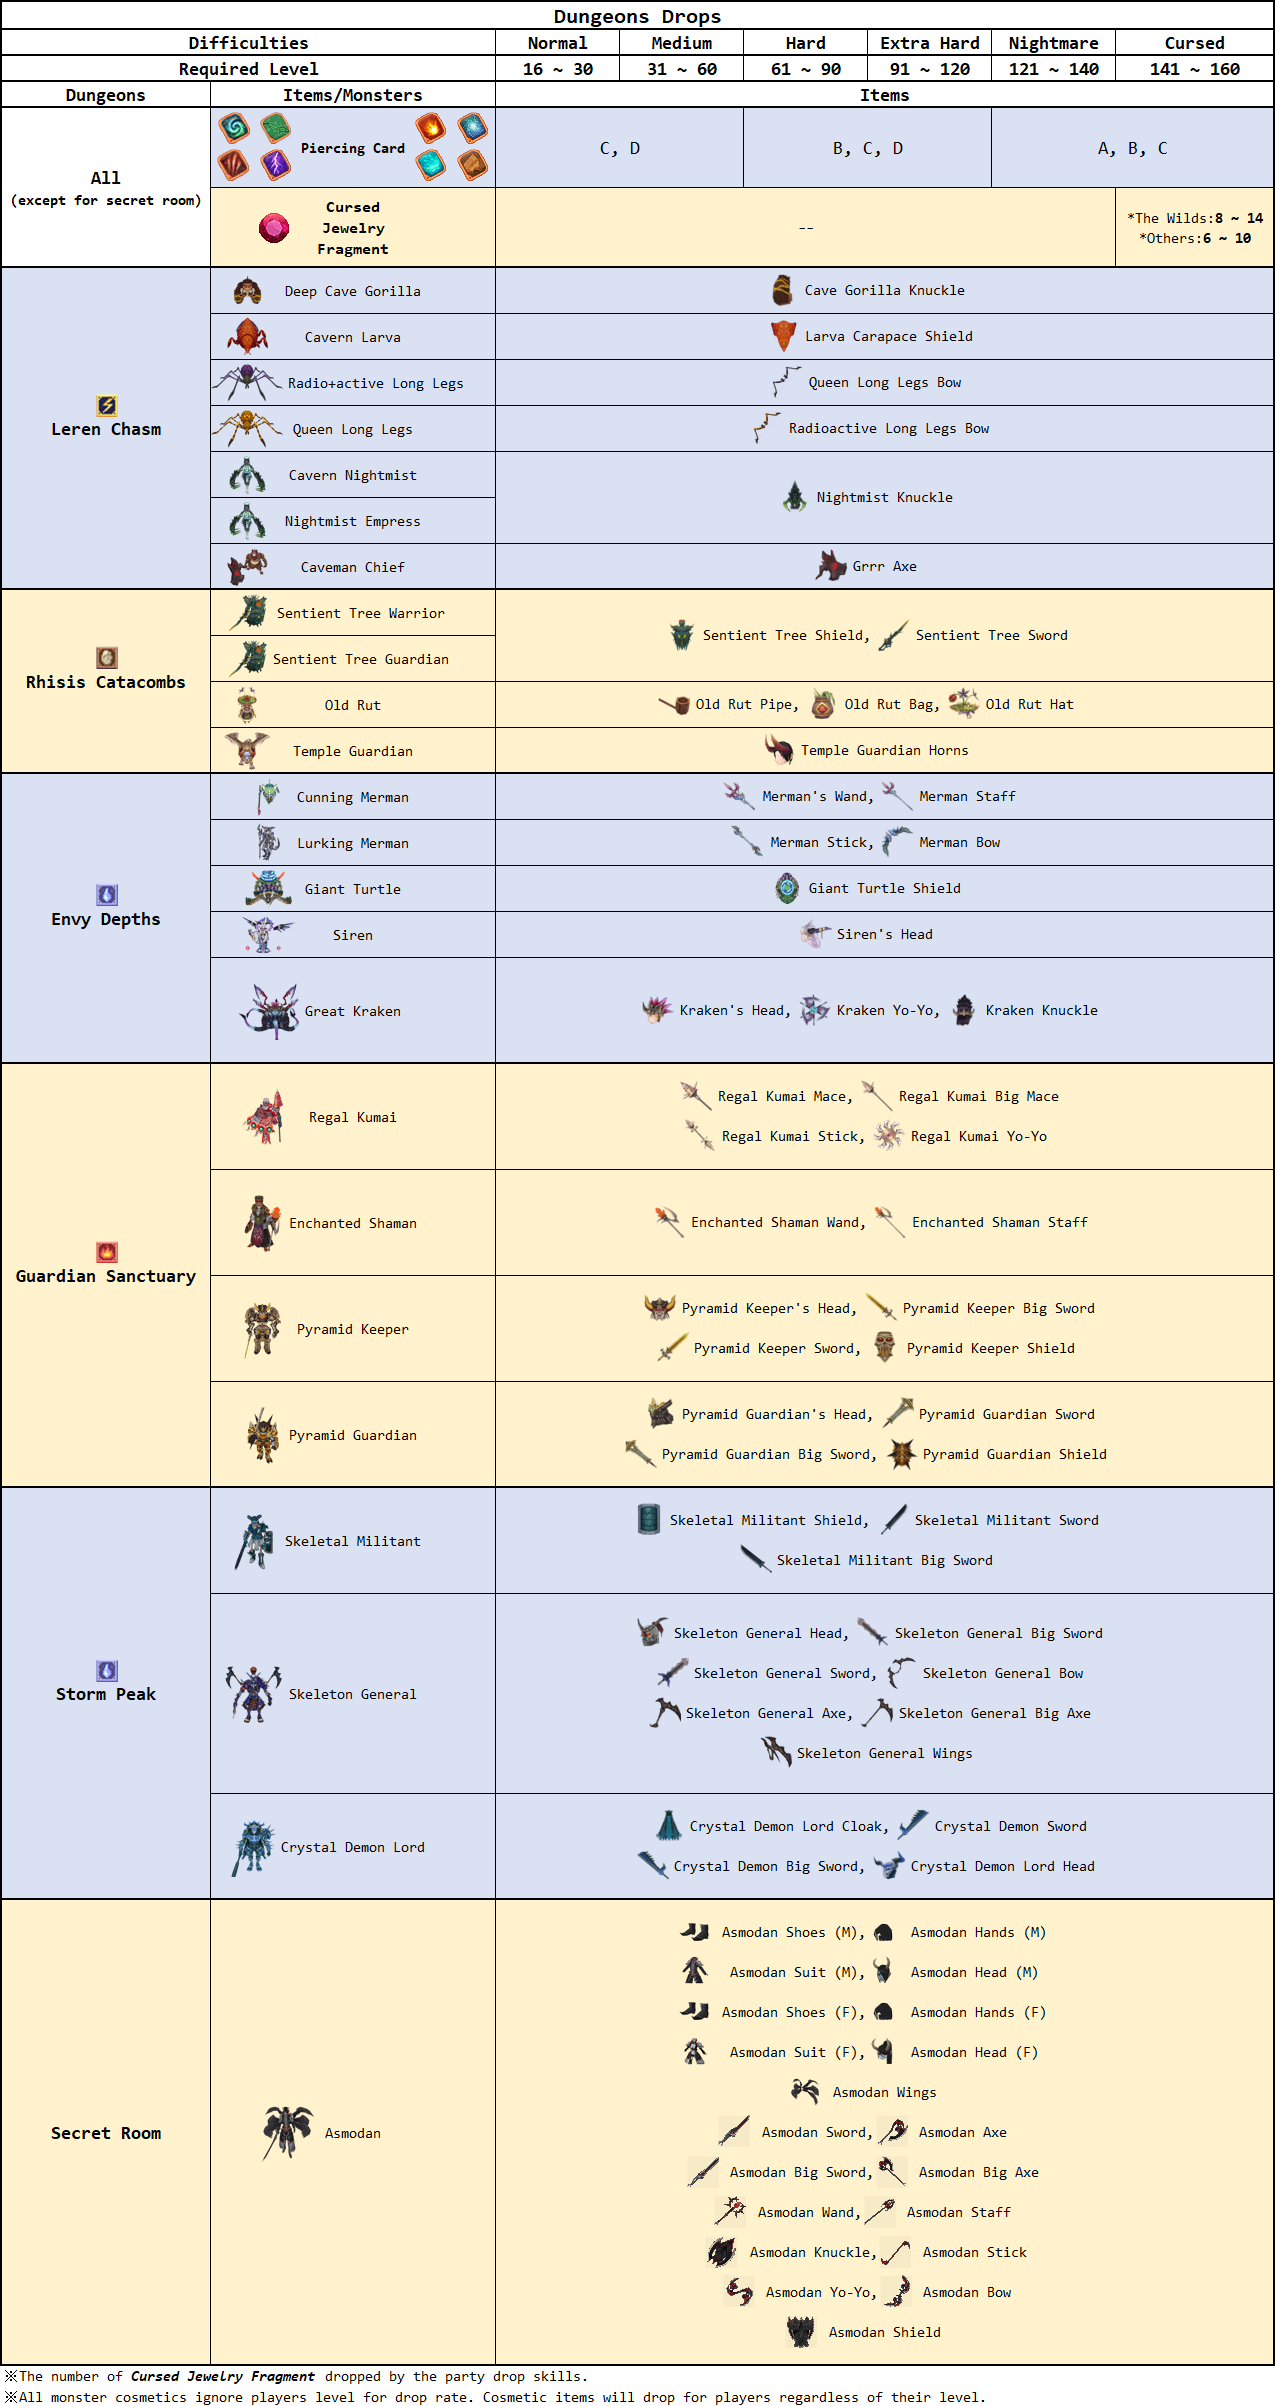 Dungeons Drops
Difficulties Normal Medium Hard Extra Hard Nightmare Cursed
Required Level 16 ~ 30 31 ~ 60 61 ~ 90 91 ~ 120 121 ~ 140 141 ~ 160
Dungeons Items/Monsters Items
All
(except for secret room)
Piercing Card C, D B, C, D A, B, C
Cursed
Jewelry
Fragment
--
*The Wilds:8 ~ 14
*Others:6 ~ 10
Leren Chasm
Deep Cave Gorilla Cave Gorilla Knuckle
Cavern Larva Larva Carapace Shield
Radio+active Long Legs Queen Long Legs Bow
Queen Long Legs Radioactive Long Legs Bow
Cavern Nightmist
Nightmist Empress
Nightmist Knuckle
Caveman Chief Grrr Axe
Rhisis Catacombs
Sentient Tree Warrior
Sentient Tree Guardian
Sentient Tree Shield, Sentient Tree Sword
Old Rut Old Rut Pipe, Old Rut Bag, Old Rut Hat
Temple Guardian Temple Guardian Horns
Envy Depths
Cunning Merman Merman's Wand, Merman Staff
Lurking Merman Merman Stick, Merman Bow
Giant Turtle Giant Turtle Shield
Siren Siren's Head
Great Kraken Kraken's Head, Kraken Yo-Yo, Kraken Knuckle
Guardian Sanctuary
Regal Kumai
Regal Kumai Mace, Regal Kumai Big Mace
Regal Kumai Stick, Regal Kumai Yo-Yo
Enchanted Shaman Enchanted Shaman Wand, Enchanted Shaman Staff
Pyramid Keeper
Pyramid Keeper's Head, Pyramid Keeper Big Sword
Pyramid Keeper Sword, Pyramid Keeper Shield
Pyramid Guardian
Pyramid Guardian's Head, Pyramid Guardian Sword
Pyramid Guardian Big Sword, Pyramid Guardian Shield
Storm Peak
Skeletal Militant
Skeletal Militant Shield, Skeletal Militant Sword
Skeletal Militant Big Sword
Skeleton General
Skeleton General Head, Skeleton General Big Sword
Skeleton General Sword, Skeleton General Bow
Skeleton General Axe, Skeleton General Big Axe
Skeleton General Wings
Crystal Demon Lord
Crystal Demon Lord Cloak, Crystal Demon Sword
Crystal Demon Big Sword, Crystal Demon Lord Head
Secret Room
Asmodan
Asmodan Shoes (M), Asmodan Hands (M)
Asmodan Suit (M), Asmodan Head (M)
Asmodan Shoes (F), Asmodan Hands (F)
Asmodan Suit (F), Asmodan Head (F)
Asmodan Wings
Asmodan Sword, Asmodan Axe
Asmodan Big Sword, Asmodan Big Axe
Asmodan Wand, Asmodan Staff
Asmodan Knuckle, Asmodan Stick
Asmodan Yo-Yo, Asmodan Bow
Asmodan Shield
※The number of Cursed Jewelry Fragment dropped by the party drop skills.
※All monster cosmetics ignore players level for drop rate. Cosmetic items will drop for players regardless of their level.